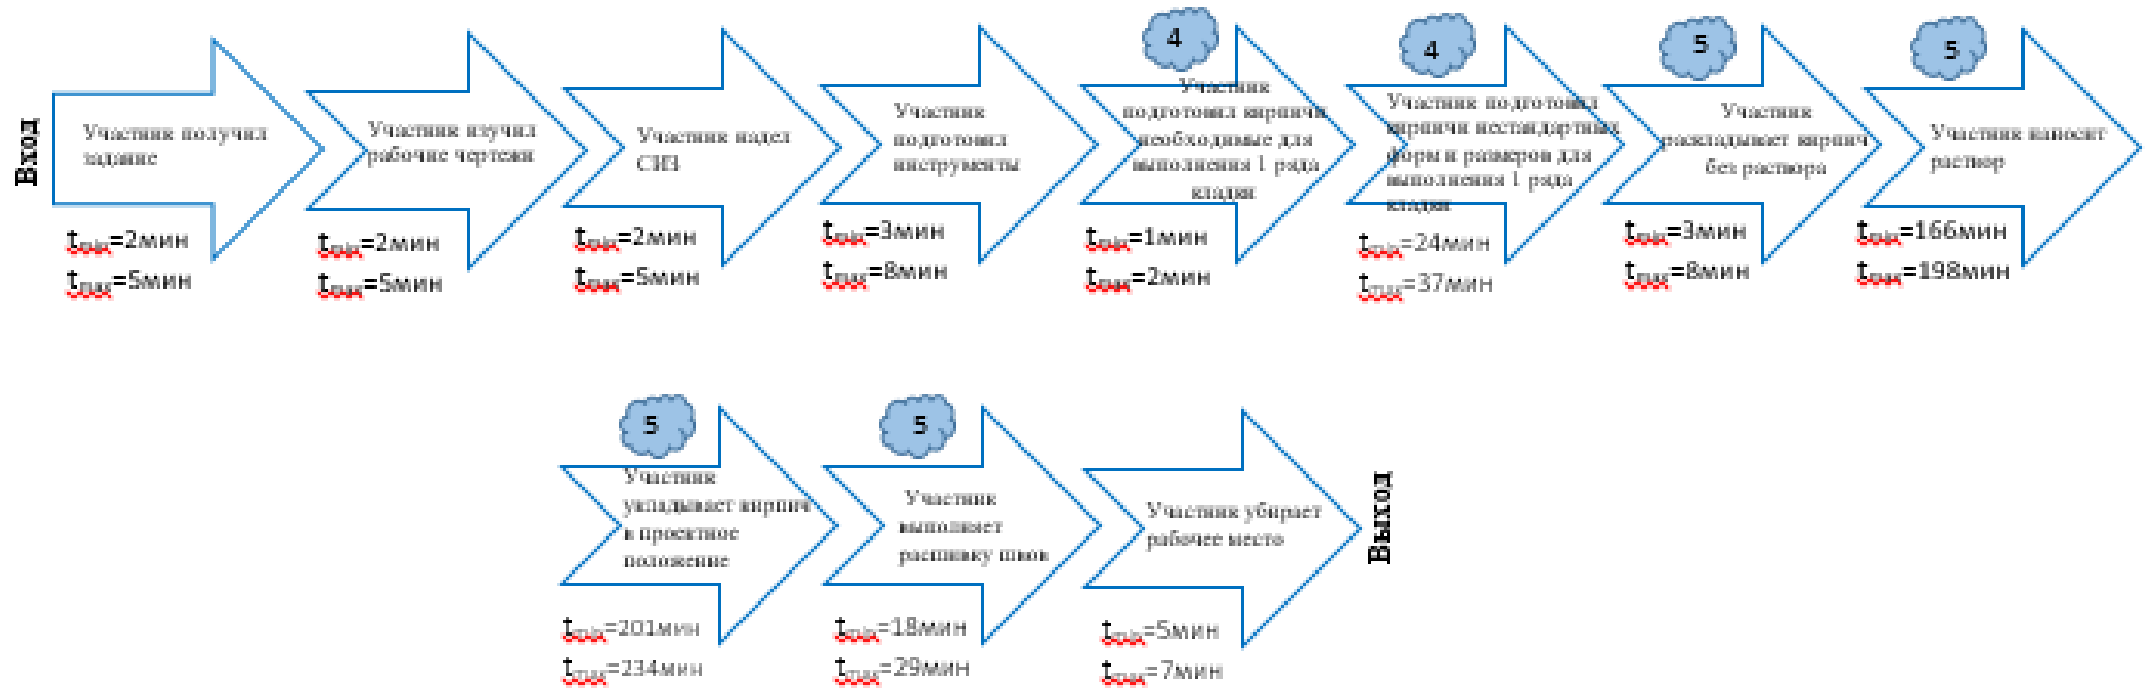 Вход
Участник получил
задание
tmin=2мин
tmax=5мин
Участник изучил
рабочие чертежи
tmin=2мин
tmax=5мин
Участник надел
СИЗ
tmin=2мин
tmax=5мин
Участник
подготовил
инструменты
tmin=3мин
tmax=8мин
4
Участник
подготовил кирпичи
необходимые для
выполнения 1 ряда
кладки
tmin=1мин
tmax=2мин
4
Участник подготовил
кирпичи нестандартных
форм и размеров для
выполнения 1 ряда
кладки
tmin=24мин
tmax=37мин
5
Участник
раскладывает кирпич
без раствора
tmin=3мин
tmax=8мин
5
Участник наносит
раствор
tmin=166мин
tmax=198мин
5
Участник
укладывает кирпич
в проектное
положение
tmin=201мин
tmax=234мин
5
Участник
выполняет
расшивку швов
tmin=18мин
tmax=29мин
Участник убирает
рабочее место
tmin=5мин
tmax=7мин
Выход